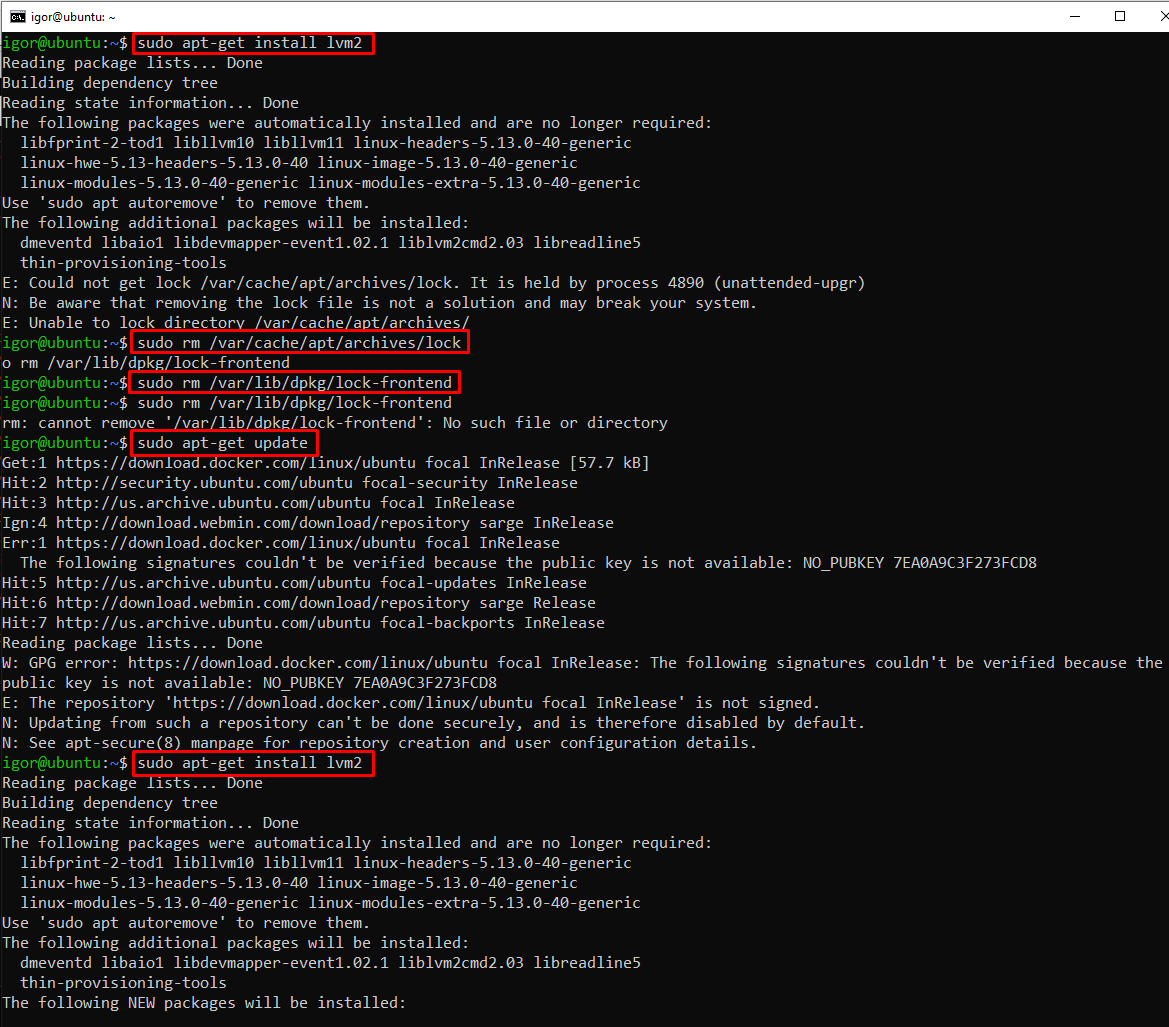 igor@ubuntu: ~
igor@ubuntu:~$ sudo apt-get install lvm2
Reading package lists... Done
Building dependency tree
Reading state information... Done
The following packages were automatically installed and are no longer required:
  libfprint-2-tod1 libllvm10 libllvm11 linux-headers-5.13.0-40-generic
  linux-hwe-5.13-headers-5.13.0-40 linux-image-5.13.0-40-generic
  linux-modules-5.13.0-40-generic linux-modules-extra-5.13.0-40-generic
Use 'sudo apt autoremove' to remove them.
The following additional packages will be installed:
  dmeventd libaio1 libdevmapper-event1.02.1 liblvm2cmd2.03 libreadline5
  thin-provisioning-tools
E: Could not get lock /var/cache/apt/archives/lock. It is held by process 4890 (unattended-upgr)
N: Be aware that removing the lock file is not a solution and may break your system.
E: Unable to lock directory /var/cache/apt/archives/
igor@ubuntu:~$ sudo rm /var/cache/apt/archives/lock
o rm /var/lib/dpkg/lock-frontend
igor@ubuntu:~$ sudo rm /var/lib/dpkg/lock-frontend
igor@ubuntu:~$ sudo rm /var/lib/dpkg/lock-frontend
rm: cannot remove '/var/lib/dpkg/lock-frontend': No such file or directory
igor@ubuntu:~$ sudo apt-get update
Get:1 https://download.docker.com/linux/ubuntu focal InRelease [57.7 kB]
Hit:2 http://security.ubuntu.com/ubuntu focal-security InRelease
Hit:3 http://us.archive.ubuntu.com/ubuntu focal InRelease
Ign:4 http://download.webmin.com/download/repository sarge InRelease
Err:1 https://download.docker.com/linux/ubuntu focal InRelease
  The following signatures couldn't be verified because the public key is not available: NO_PUBKEY 7EA0A9C3F273FCD8
Hit:5 http://us.archive.ubuntu.com/ubuntu focal-updates InRelease
Hit:6 http://download.webmin.com/download/repository sarge Release
Hit:7 http://us.archive.ubuntu.com/ubuntu focal-backports InRelease
Reading package lists... Done
W: GPG error: https://download.docker.com/linux/ubuntu focal InRelease: The following signatures couldn't be verified because the
public key is not available: NO_PUBKEY 7EA0A9C3F273FCD8
E: The repository 'https://download.docker.com/linux/ubuntu focal InRelease' is not signed.
N: Updating from such a repository can't be done securely, and is therefore disabled by default.
N: See apt-secure(8) manpage for repository creation and user configuration details.
igor@ubuntu:~$ sudo apt-get install lvm2
Reading package lists... Done
Building dependency tree
Reading state information... Done
The following packages were automatically installed and are no longer required:
  libfprint-2-tod1 libllvm10 libllvm11 linux-headers-5.13.0-40-generic
  linux-hwe-5.13-headers-5.13.0-40 linux-image-5.13.0-40-generic
  linux-modules-5.13.0-40-generic linux-modules-extra-5.13.0-40-generic
Use 'sudo apt autoremove' to remove them.
The following additional packages will be installed:
  dmeventd libaio1 libdevmapper-event1.02.1 liblvm2cmd2.03 libreadline5
  thin-provisioning-tools
The following NEW packages will be installed: